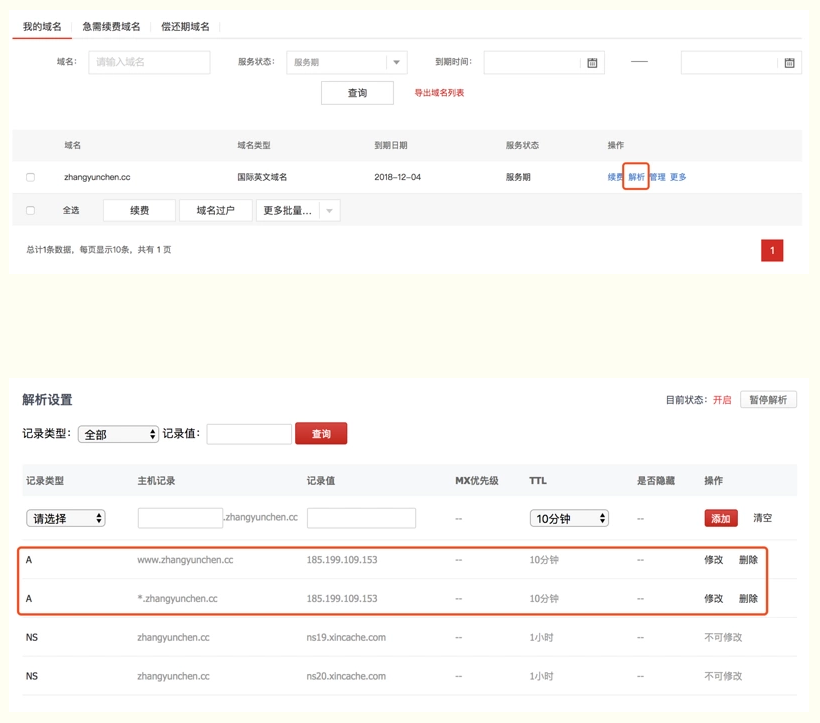 我的域名 急需续费域名 偿还期域名
域名： 请输入域名 服务状态： 服务期 到期时间： ——
查询 导出域名列表
域名 域名类型 到期日期 服务状态 操作
zhangyunchen.cc 国际英文域名 2018-12-04 服务期 续费 解析 管理 更多
全选 续费 域名过户 更多批量...
总计1条数据，每页显示10条，共有 1 页 1
解析设置 目前状态：开启 暂停解析
记录类型： 全部 记录值： 查询
记录类型 主机记录 记录值 MX优先级 TTL 是否隐藏 操作
请选择 .zhangyunchen.cc -- 10分钟 -- 添加 清空
A www.zhangyunchen.cc 185.199.109.153 -- 10分钟 -- 修改 删除
A *.zhangyunchen.cc 185.199.109.153 -- 10分钟 -- 修改 删除
NS zhangyunchen.cc ns19.xincache.com -- 1小时 -- 不可修改
NS zhangyunchen.cc ns20.xincache.com -- 1小时 -- 不可修改